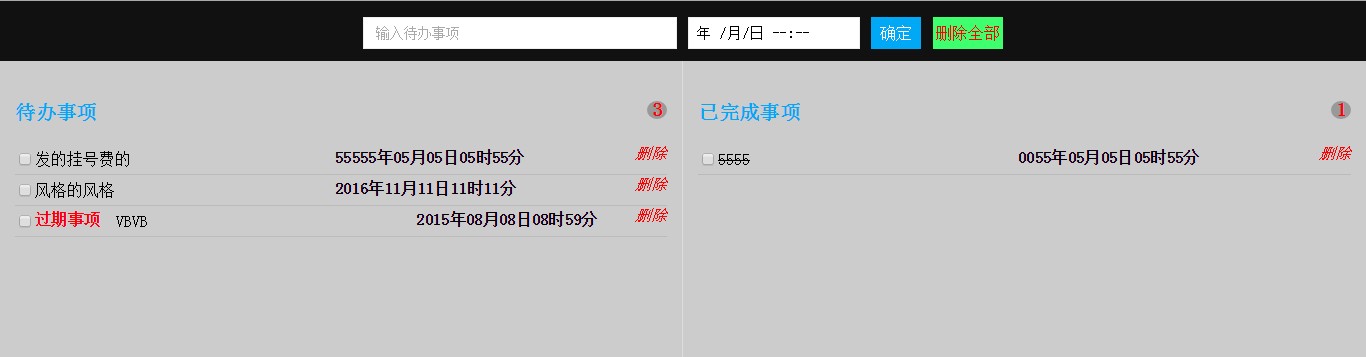 输入待办事项 年 /月/日 --:-- 确定 删除全部
待办事项 3
发的挂号费的 55555年05月05日05时55分 删除
风格的风格 2016年11月11日11时11分 删除
过期事项 VBVB 2015年08月08日08时59分 删除
已完成事项 1
5555 0055年05月05日05时55分 删除